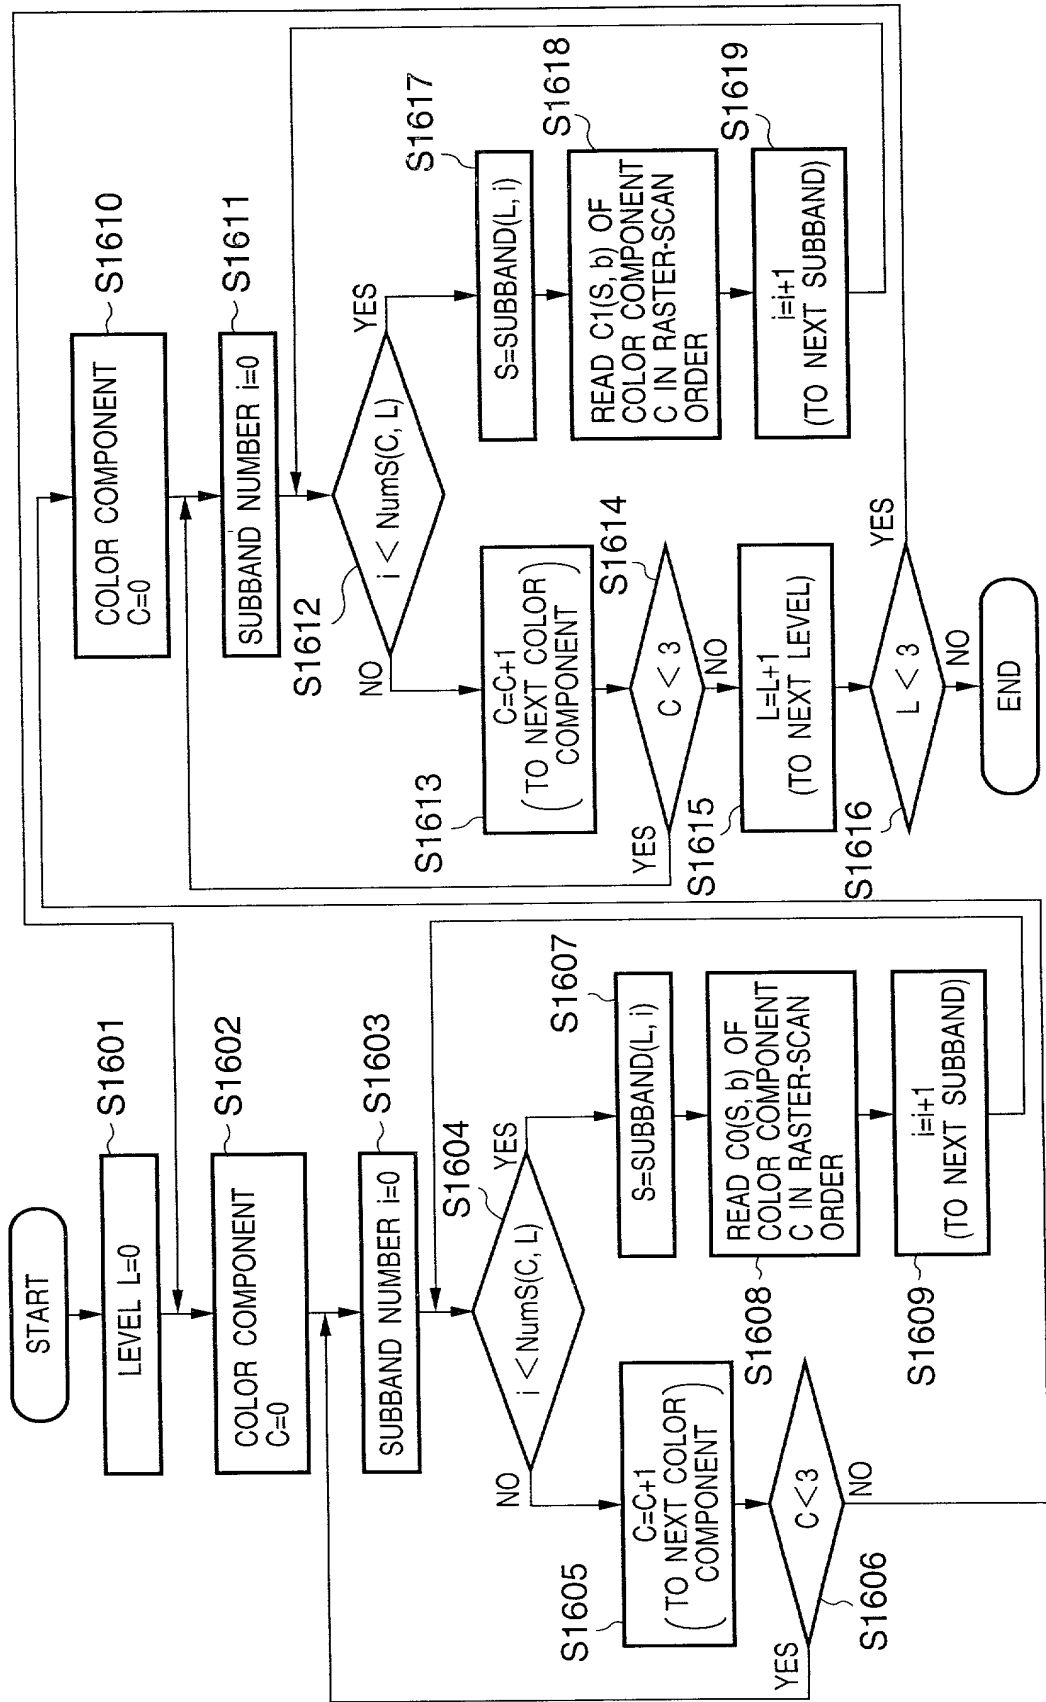 START
LEVEL L=0
S1601
COLOR COMPONENT
C=0
S1602
SUBBAND NUMBER i=0
S1603
i < NumS(C, L)
S1604
NO
YES
C=C+1
(TO NEXT COLOR
COMPONENT)
S1605
C<3
S1606
YES
NO
S=SUBBAND(L, i)
S1607
READ C0(S, b) OF
COLOR COMPONENT
C IN RASTER-SCAN
ORDER
S1608
i=i+1
(TO NEXT SUBBAND)
S1609
COLOR COMPONENT
C=0
S1610
SUBBAND NUMBER i=0
S1611
i < NumS(C, L)
S1612
NO
YES
C=C+1
(TO NEXT COLOR
COMPONENT)
S1613
C < 3
S1614
YES
NO
L=L+1
(TO NEXT LEVEL)
S1615
L < 3
S1616
YES
NO
END
S=SUBBAND(L, i)
S1617
READ C1(S, b) OF
COLOR COMPONENT
C IN RASTER-SCAN
ORDER
S1618
i=i+1
(TO NEXT SUBBAND)
S1619